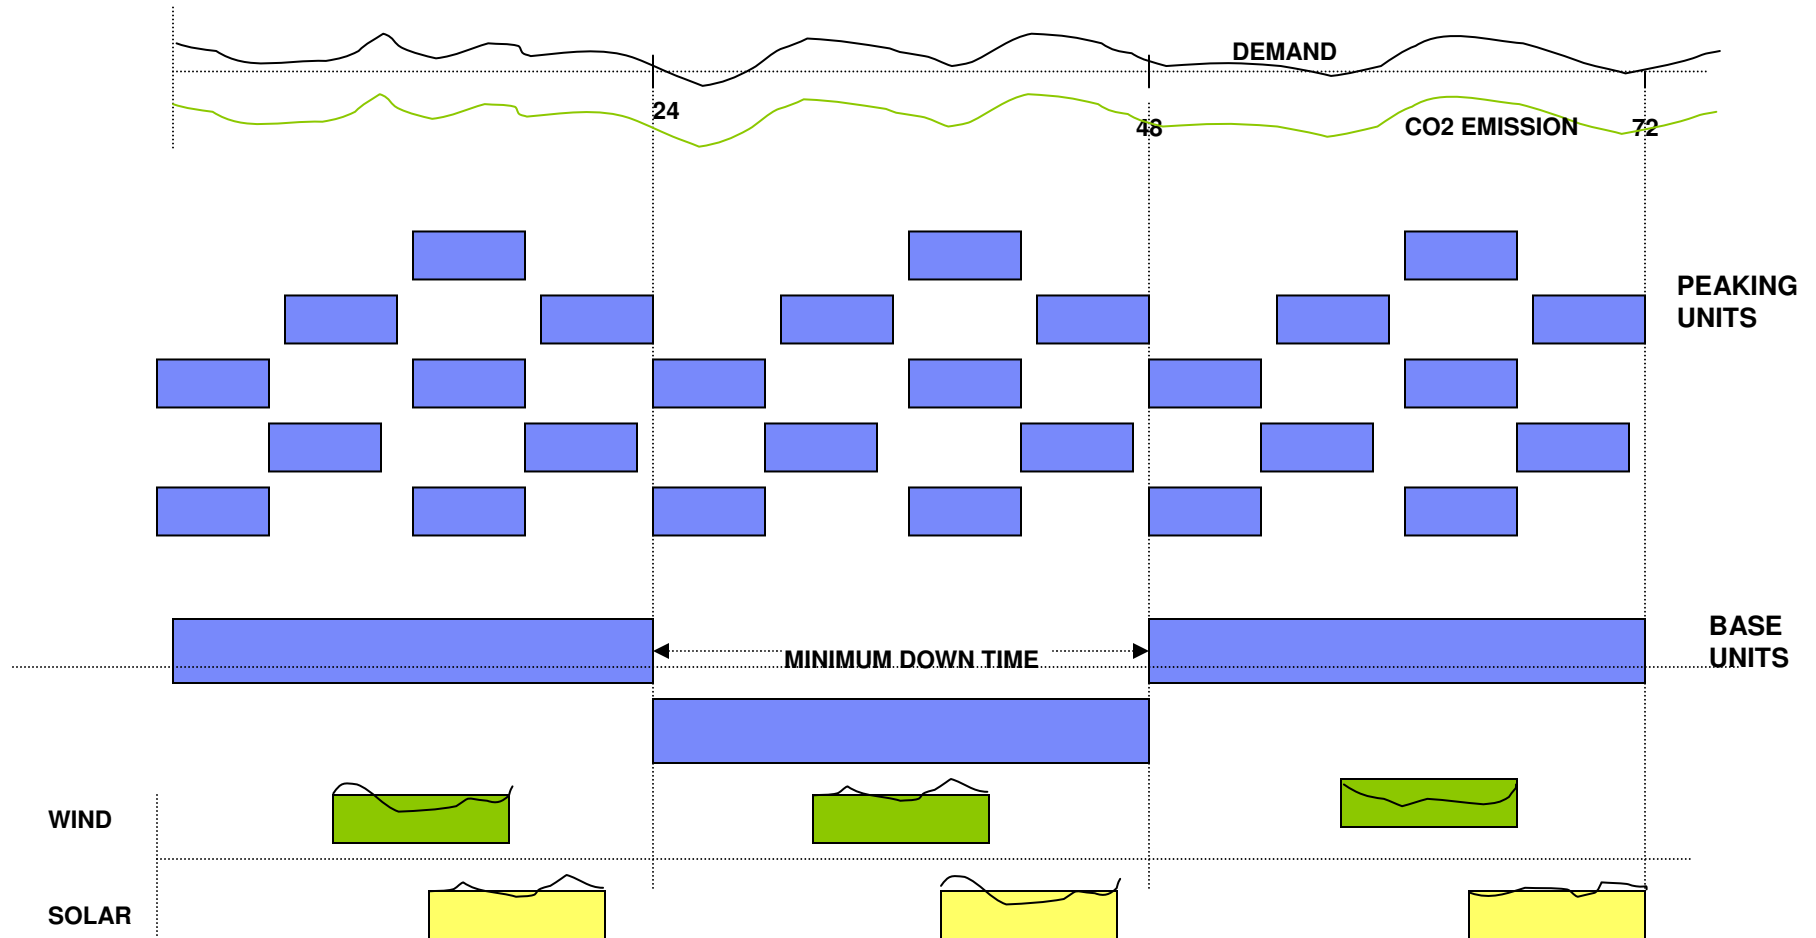 DEMAND
24
48
CO2 EMISSION
72
PEAKING
UNITS
BASE
UNITS
MINIMUM DOWN TIME
WIND
SOLAR